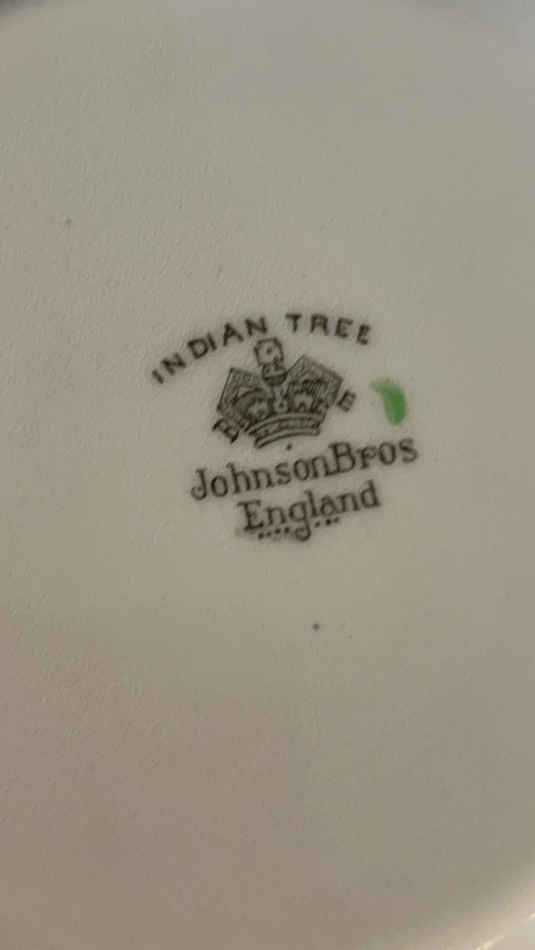 INDIAN TREE
B E
JohnsonBros
England